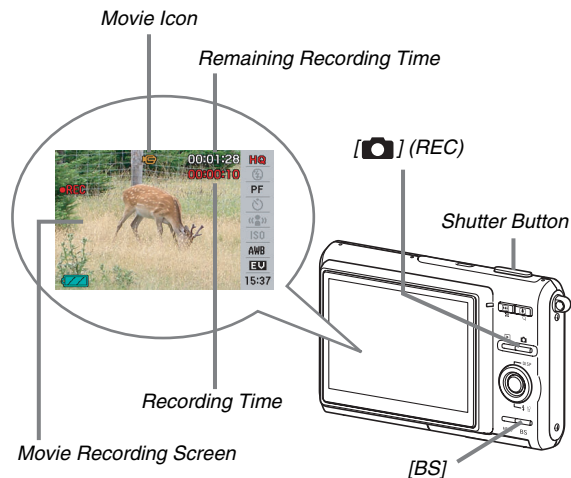 Movie Icon
Remaining Recording Time
[ ] (REC)
Shutter Button
00:01:28 HQ
00:00:10
REC
PF
ISO
AWB
EV
15:37
DISP
BS
Recording Time
Movie Recording Screen
[BS]